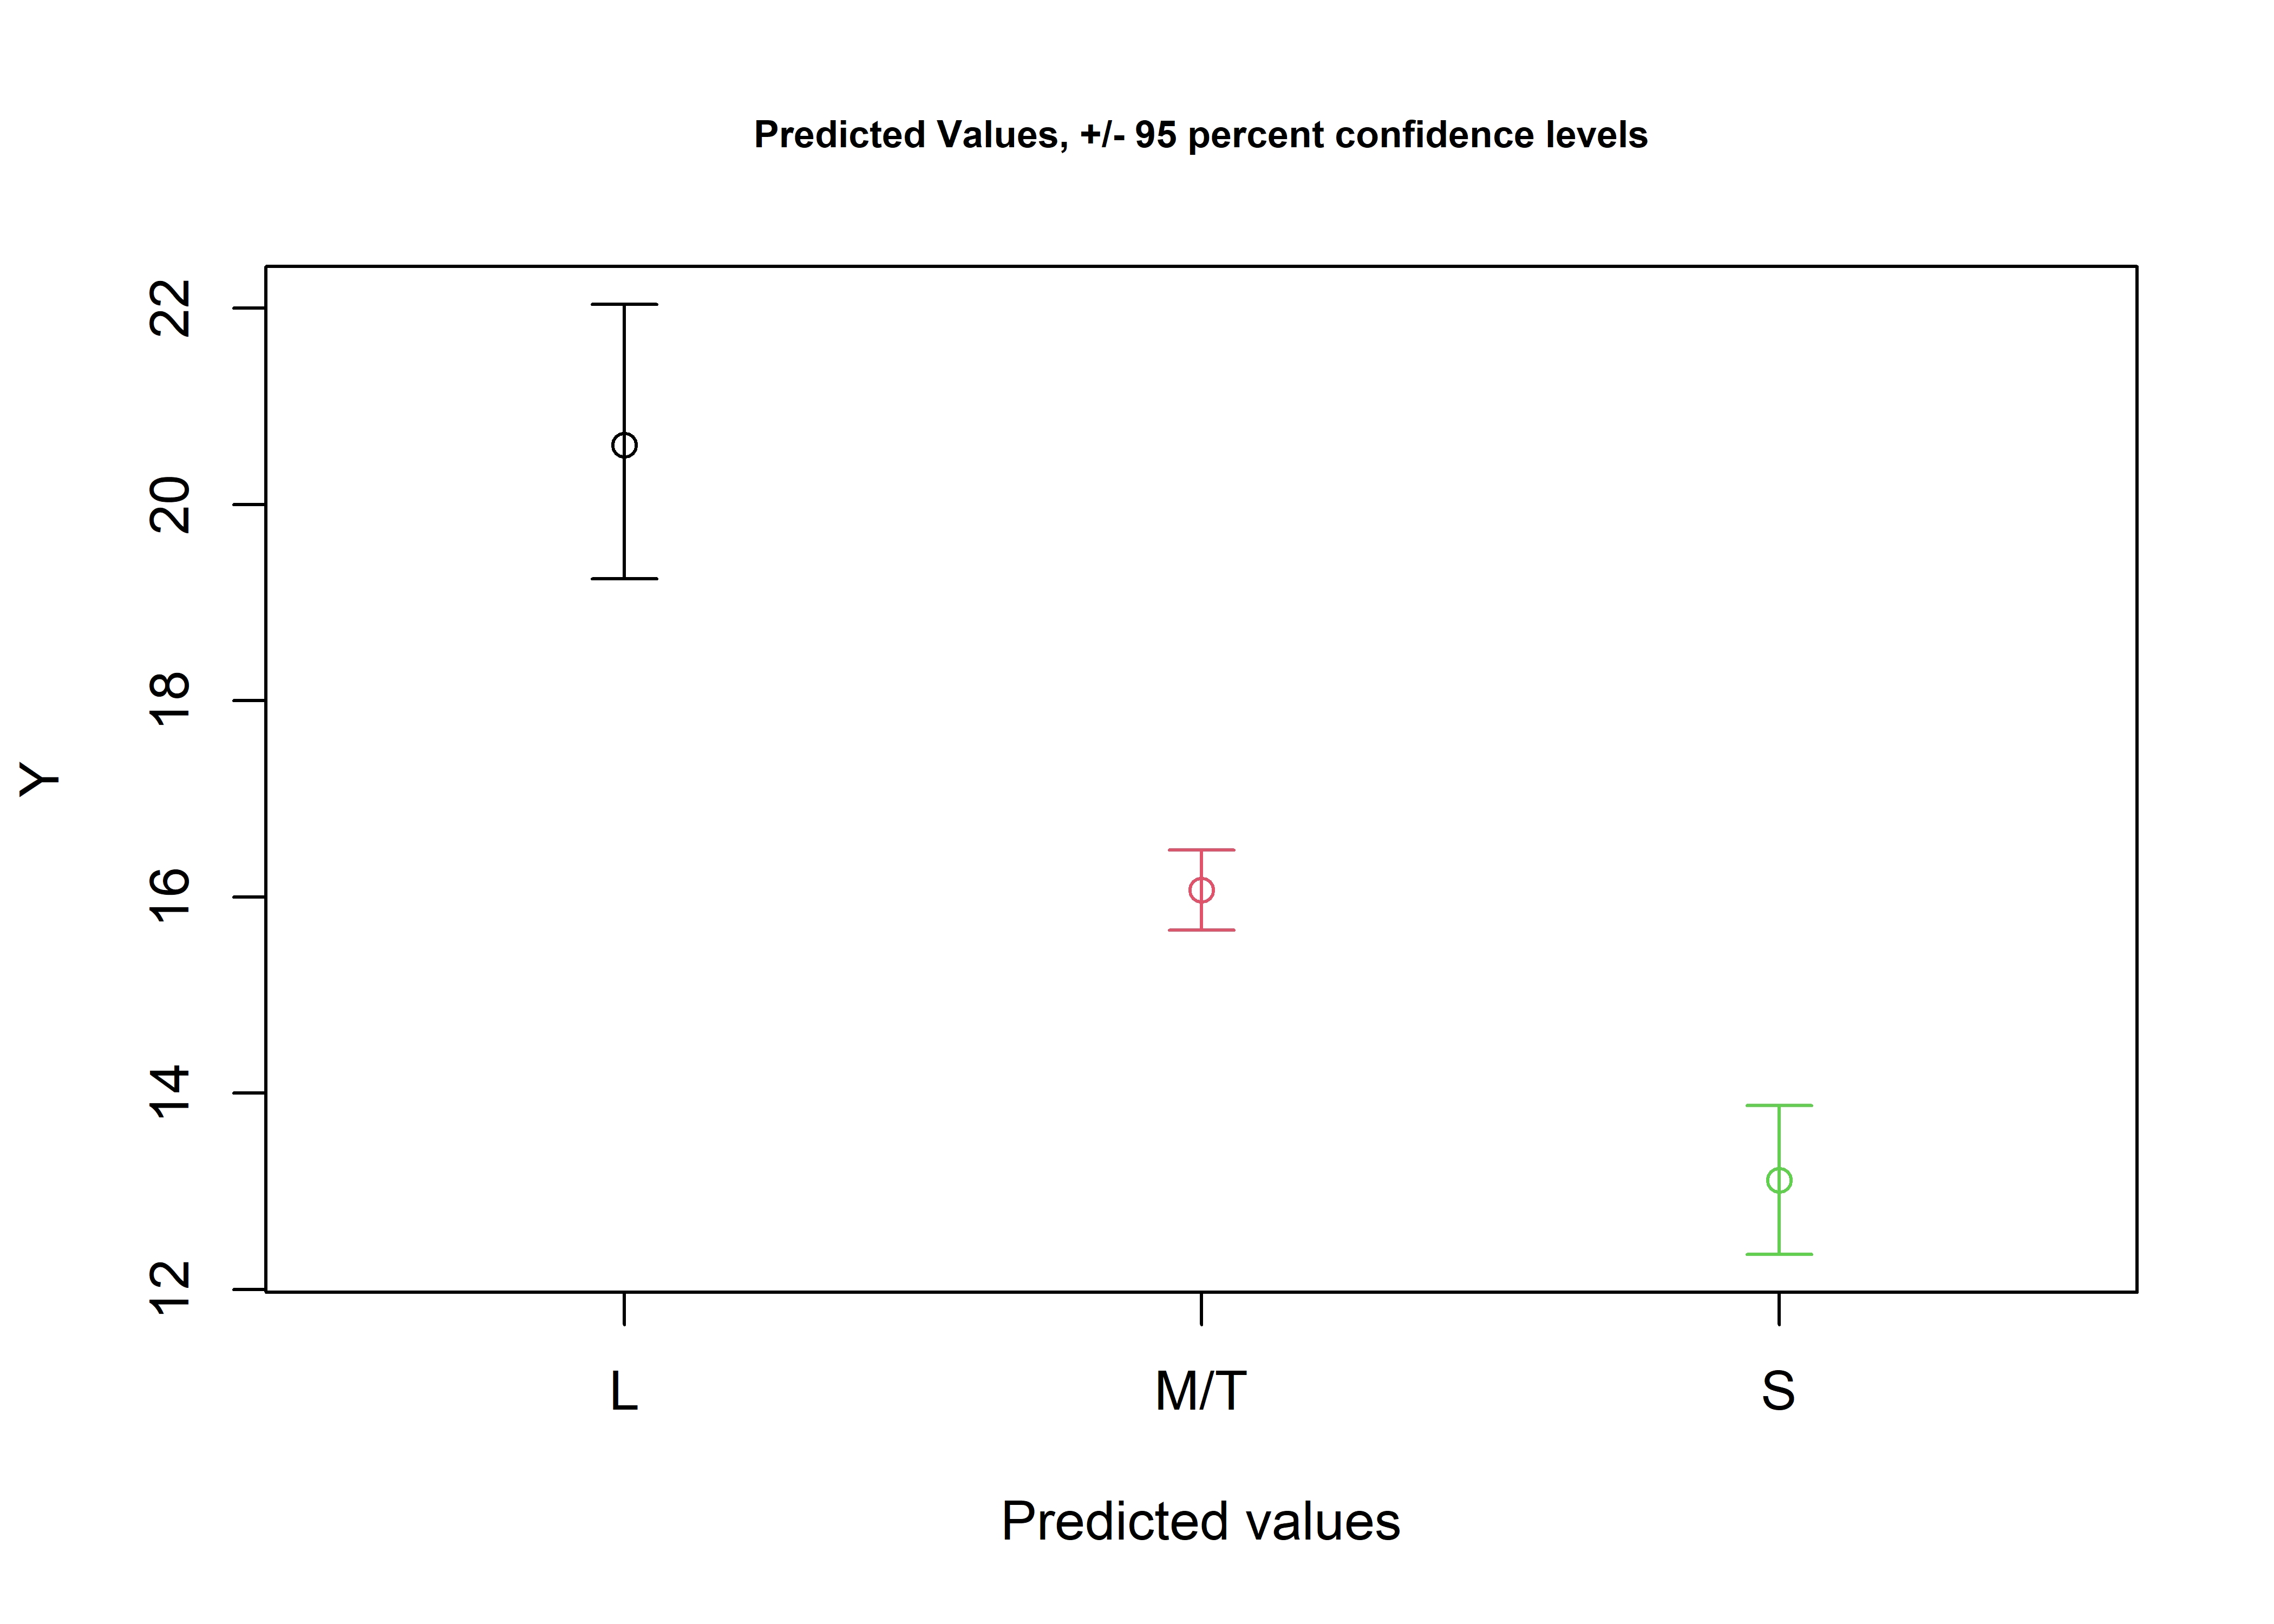 Predicted Values, +/- 95 percent confidence levels
22
20
18
16
14
12
Y
L
M/T
S
Predicted values